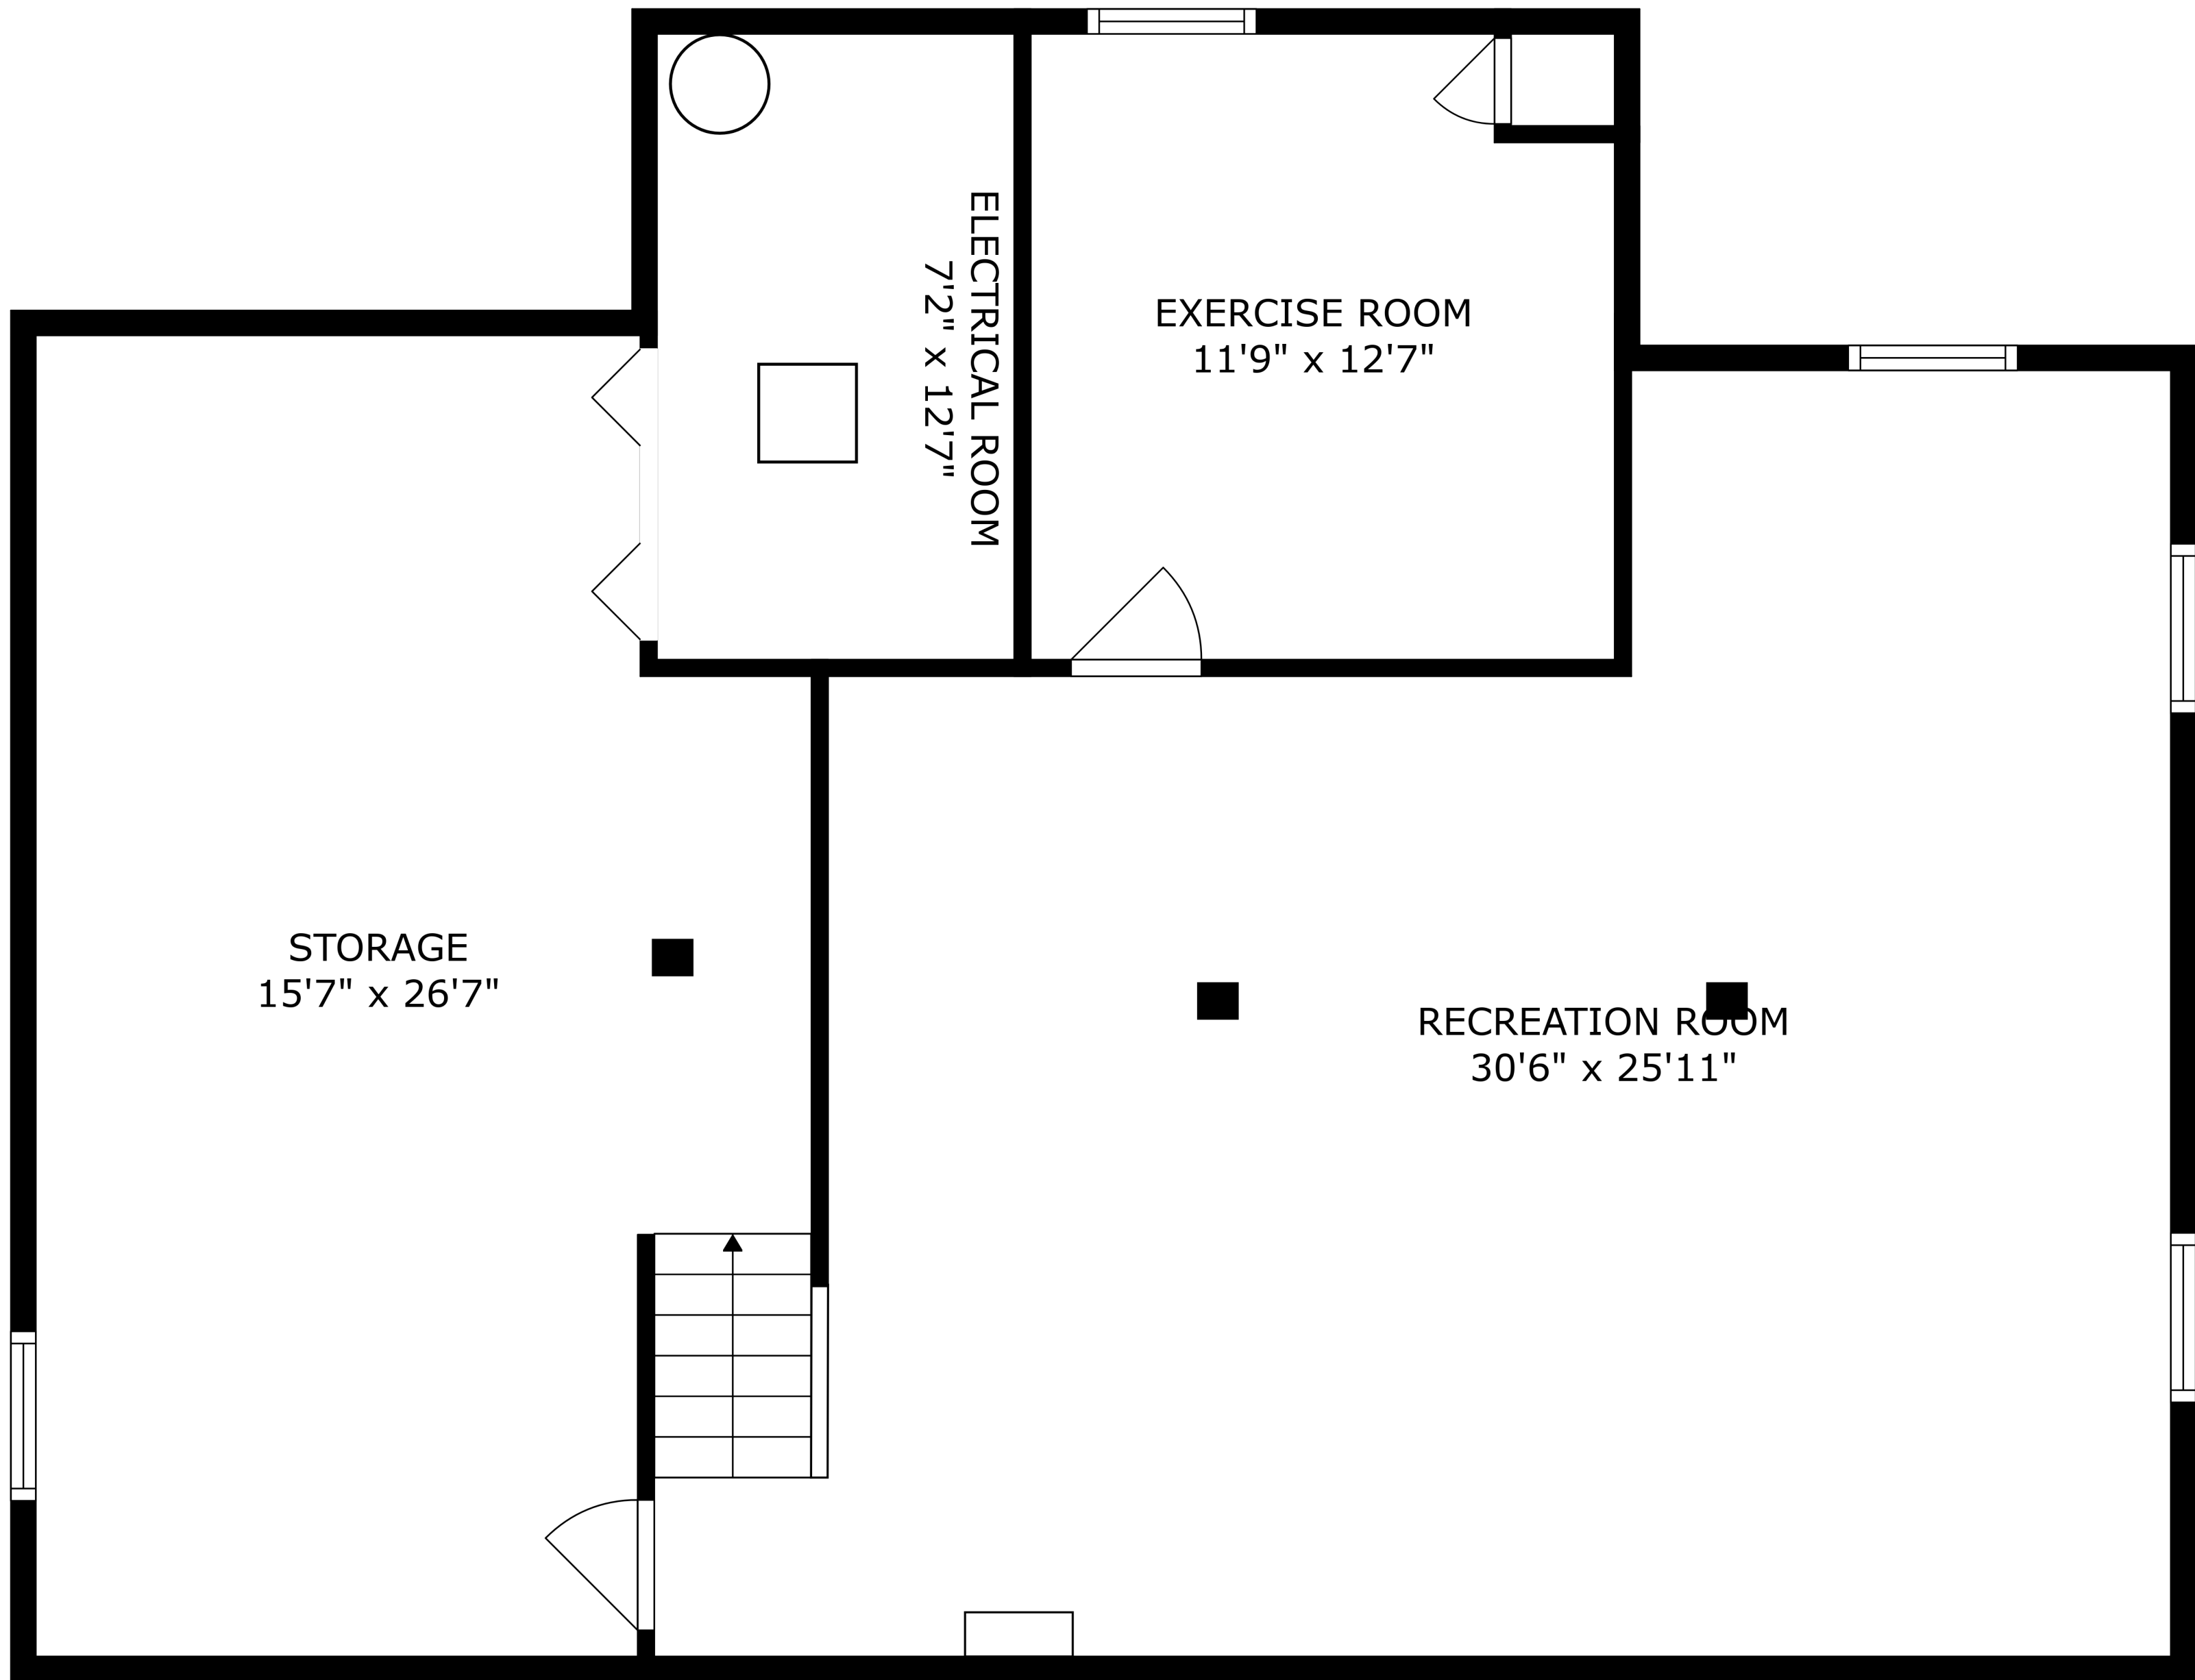 ELECTRICAL ROOM
7'2" x 12'7"
EXERCISE ROOM
11'9" x 12'7"
STORAGE
15'7" x 26'7"
RECREATION ROOM
30'6" x 25'11"